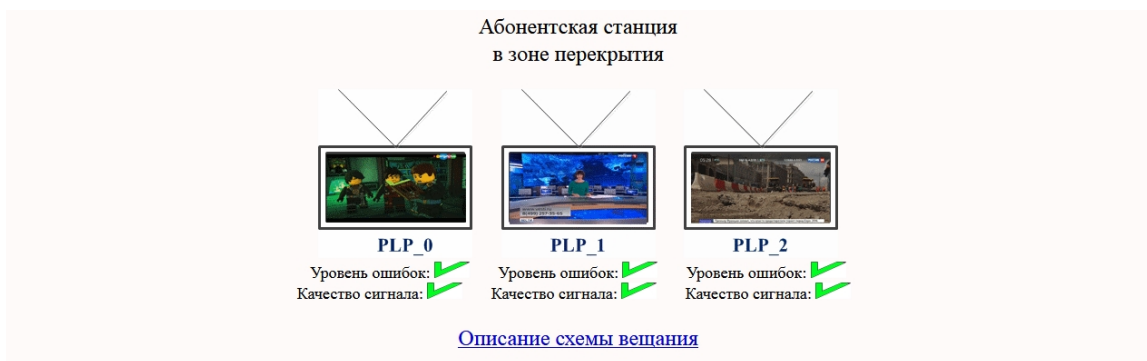 Абонентская станция
в зоне перекрытия
PLP_0
PLP_1
PLP_2
Уровень ошибок:
Уровень ошибок:
Уровень ошибок:
Качество сигнала:
Качество сигнала:
Качество сигнала:
Описание схемы вещания